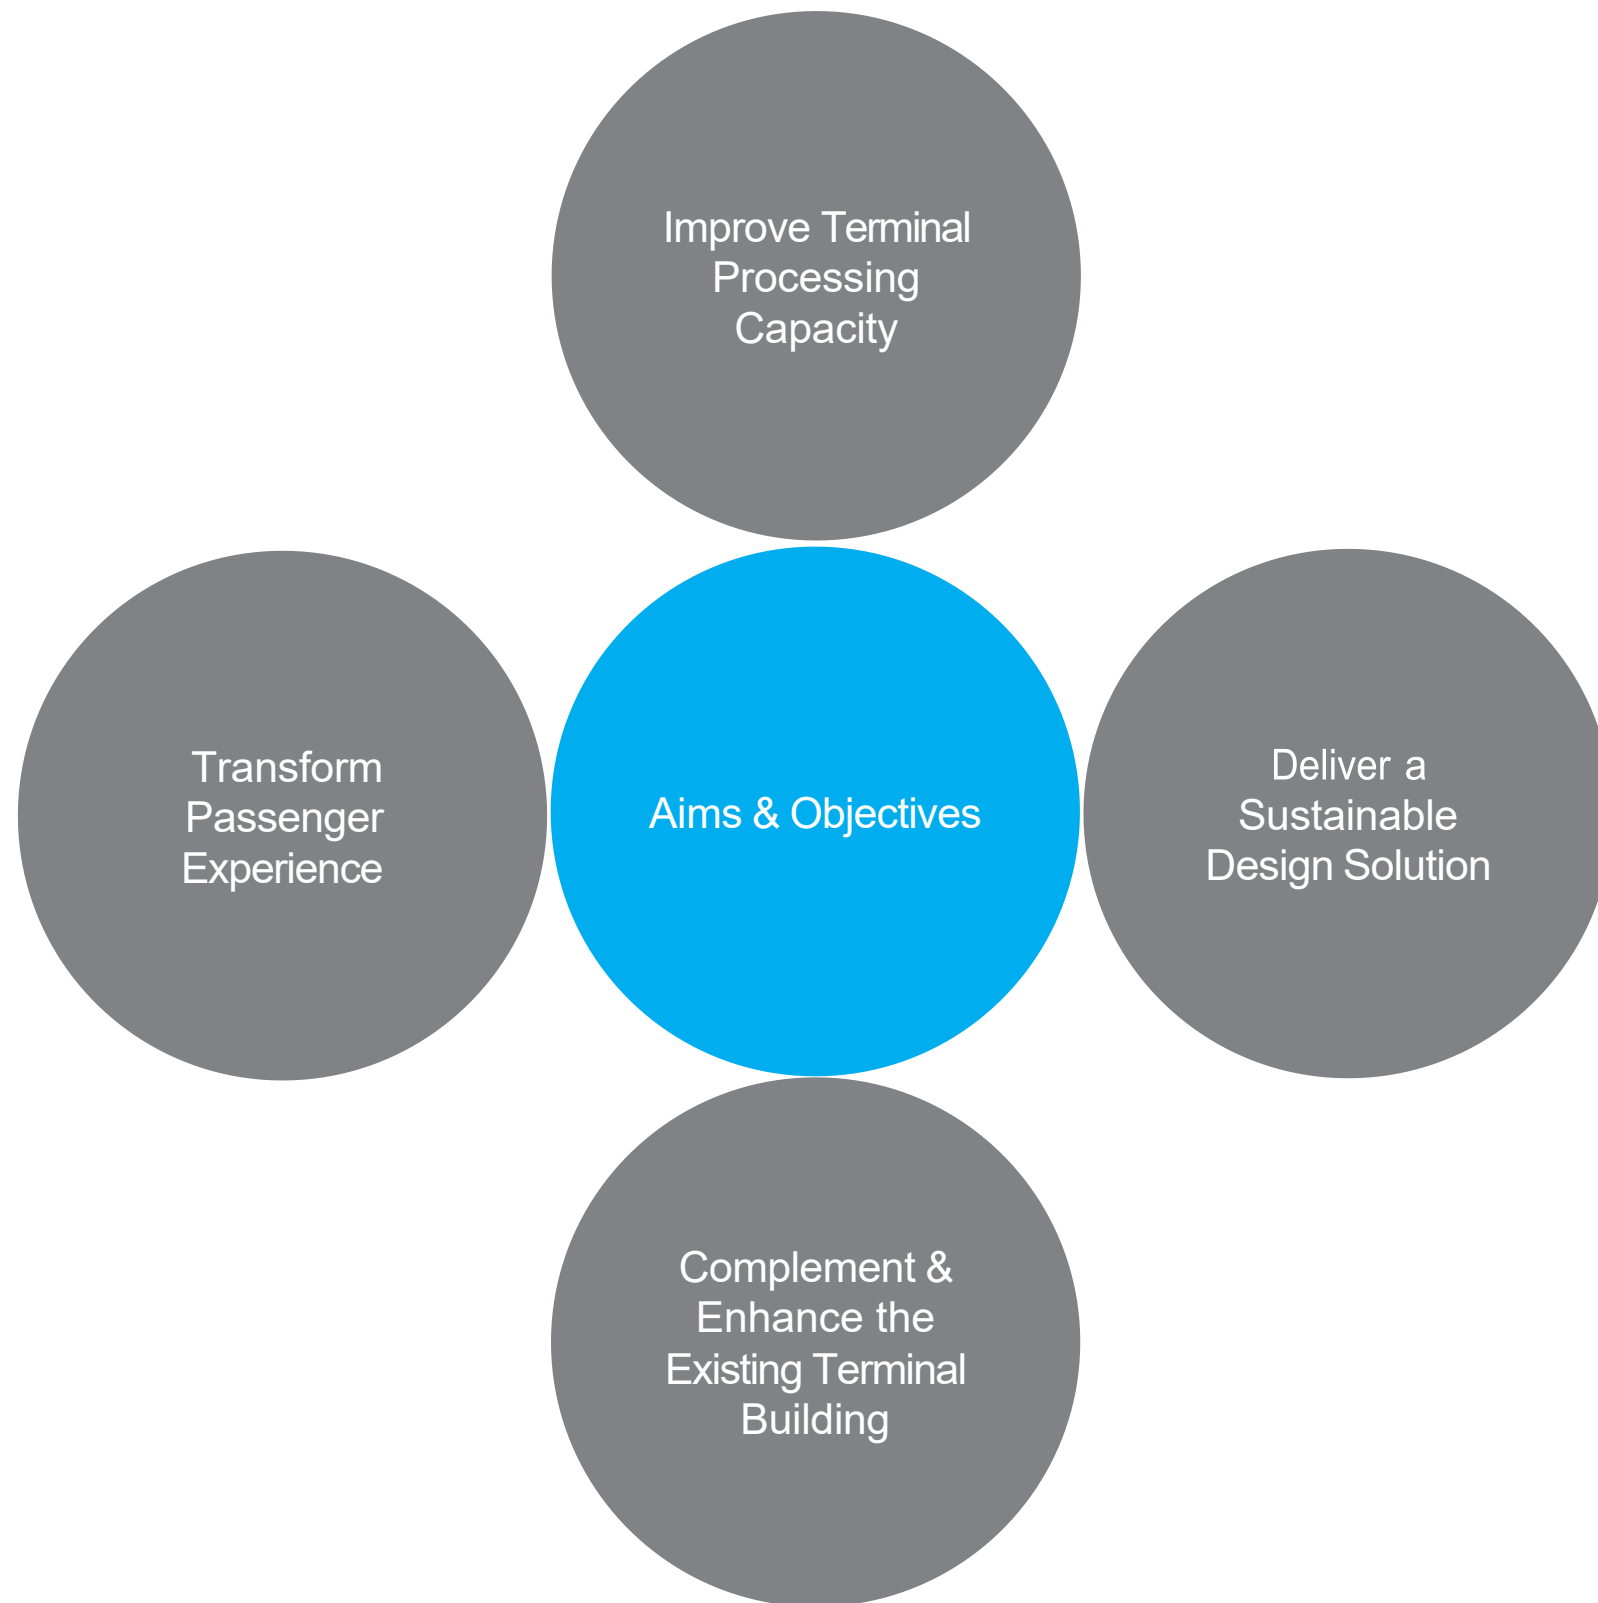 Improve Terminal
Processing
Capacity
Transform
Passenger
Experience
Aims & Objectives
Deliver a
Sustainable
Design Solution
Complement &
Enhance the
Existing Terminal
Building